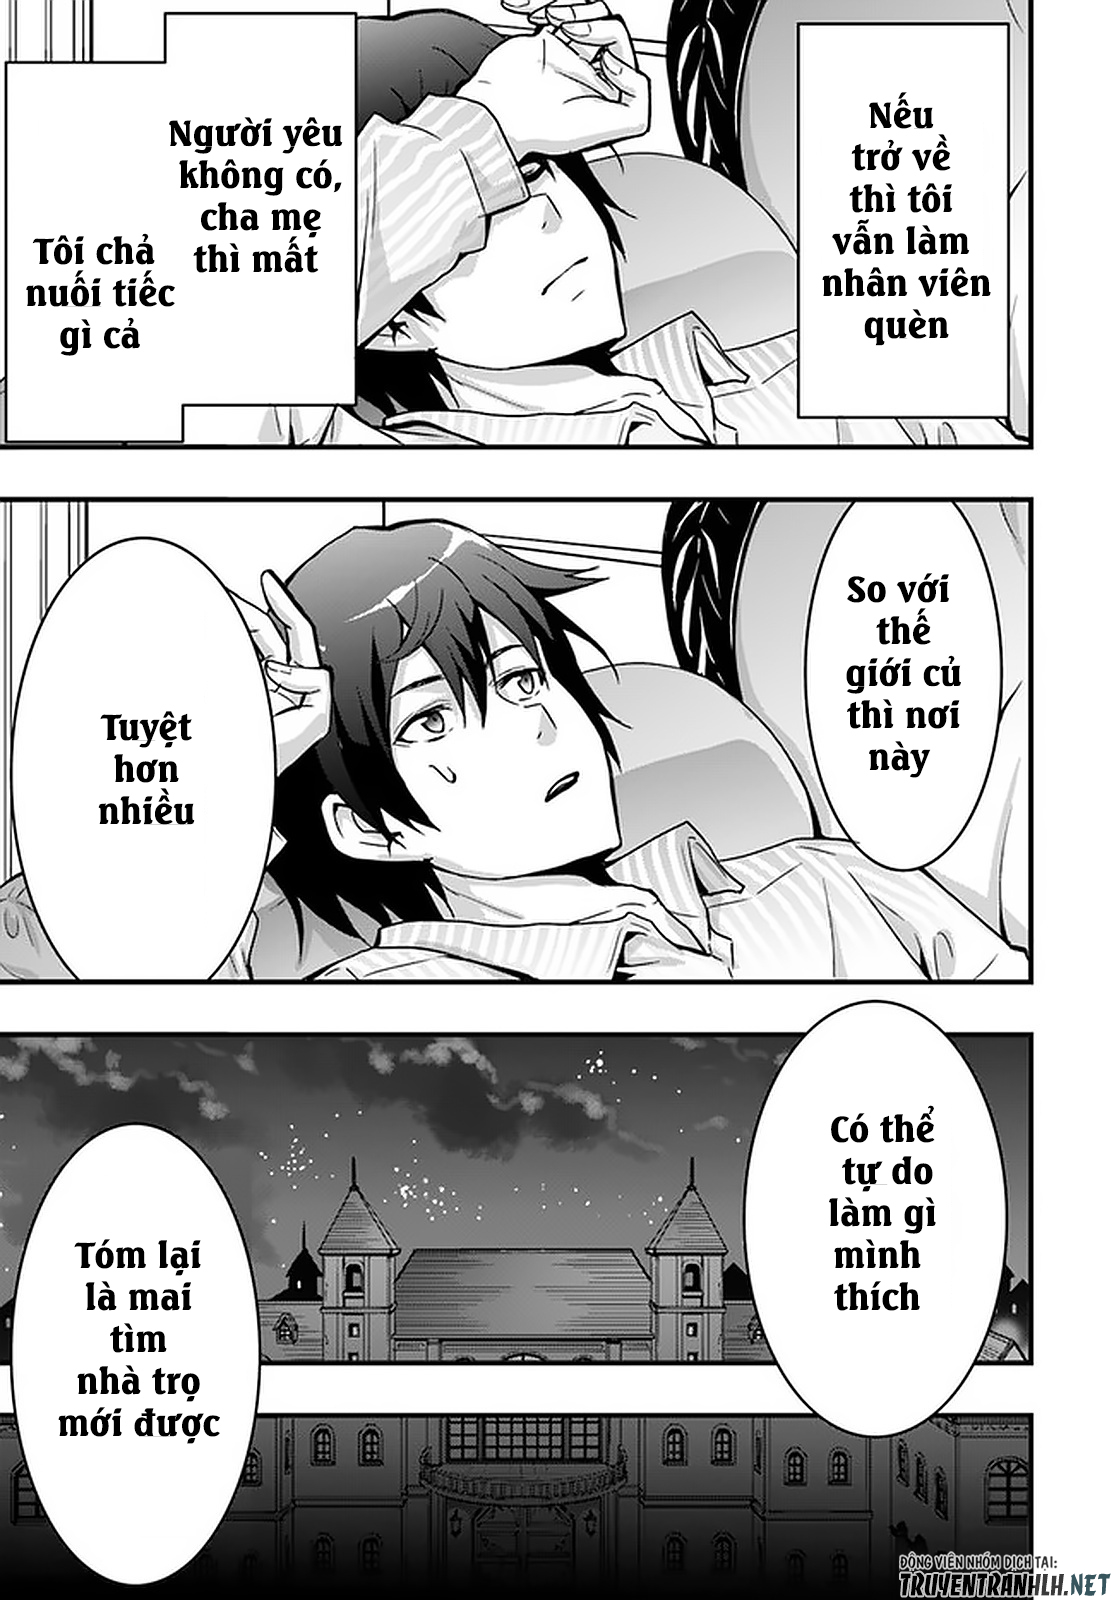 Nếu
trở về
thì tôi
vẫn làm
nhân viên
quèn
Người yêu
không có,
cha mẹ
thì mất
Tôi chả
nuối tiếc
gì cả
So với
thế
giới củ
thì nơi
này
Tuyệt
hơn
nhiều
Có thể
tự do
làm gì
mình
thích
Tóm lại
là mai
tìm
nhà trọ
mới được
ĐỘNG VIÊN NHÓM DỊCH TẠI:
TRUYENTRANHLH.NET